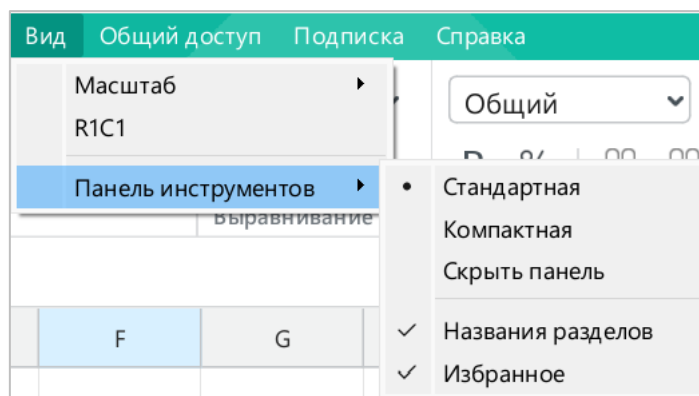 Вид Общий доступ Подписка Справка
Масштаб
R1C1
Общий
%
Панель инструментов
Стандартная
Выравнивание
Компактная
Скрыть панель
F G
Названия разделов
Избранное